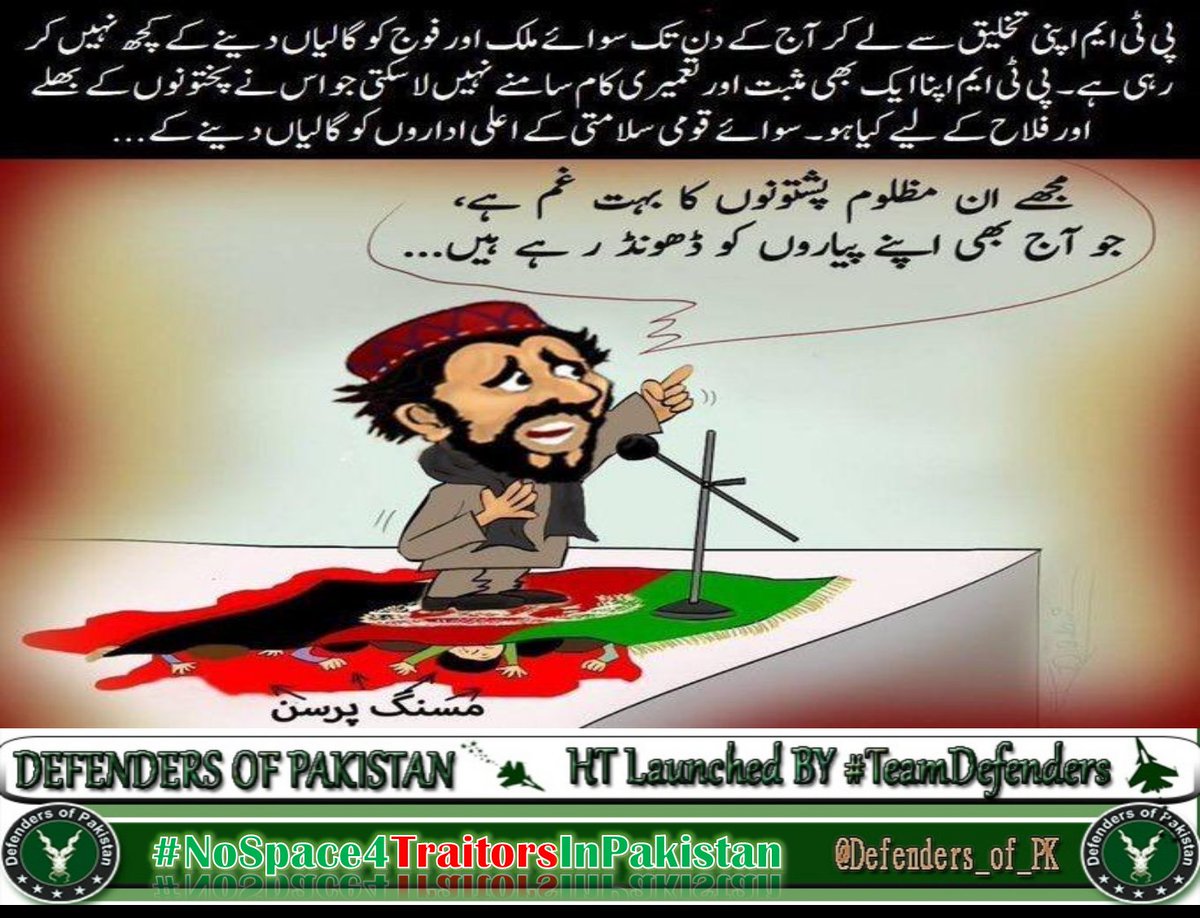 پی ٹی ایم اپنی تخلیق سے لے کر آج کے دن تک سوائے ملک اور فوج کو گالیاں دینے کے کچھ نہیں کر
رہی ہے۔ پی ٹی ایم اپنا ایک بھی مثبت اور تعمیری کام سامنے نہیں لا سکتی جو اس نے پختونوں کے بھلے
اور فلاح کے لیے کیا ہو۔ سوائے قومی سلامتی کے اعلی اداروں کو گالیاں دینے کے...
مجھے ان مظلوم پشتونوں کا بہت غم ہے،
جو آج بھی اپنے پیاروں کو ڈھونڈ رہے ہیں...
مسنگ پرسن
DEFENDERS OF PAKISTAN HT Launched BY #TeamDefenders
Defenders of Pakistan
#NoSpace4TraitorsInPakistan
@Defenders_of_PK
Defenders of Pakistan